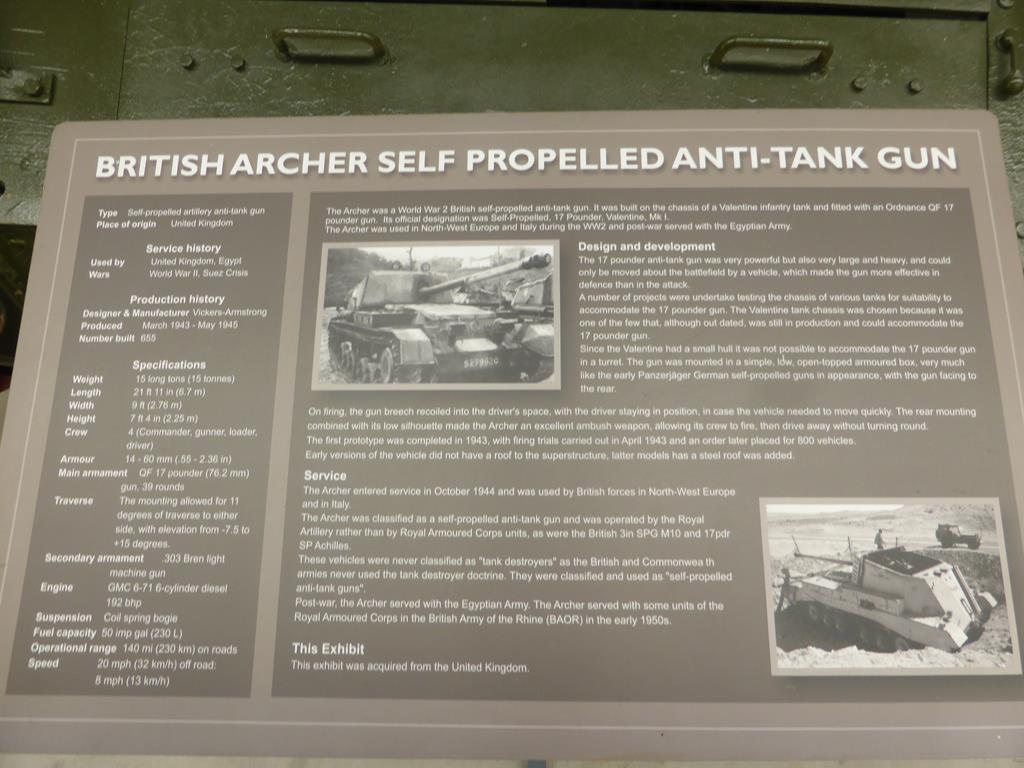 BRITISH ARCHER SELF PROPELLED ANTI-TANK GUN
Type Self-propelled artillery anti-tank gun
Place of origin United Kingdom
Service history
Used by United Kingdom, Egypt
Wars World War II, Suez Crisis
Production history
Designer & Manufacturer Vickers-Armstrong
Produced March 1943 - May 1945
Number built 655
Specifications
Weight 15 long tons (15 tonnes)
Length 21 ft 11 in (6.7 m)
Width 9 ft (2.76 m)
Height 7 ft 4 in (2.25 m)
Crew 4 (Commander, gunner, loader,
driver)
Armour 14 - 60 mm (.55 - 2.36 in)
Main armament QF 17 pounder (76.2 mm)
gun, 39 rounds
Traverse The mounting allowed for 11
degrees of traverse to either
side, with elevation from -7.5 to
+15 degrees.
Secondary armament .303 Bren light
machine gun
Engine GMC 6-71 6-cylinder diesel
192 bhp
Suspension Coil spring bogie
Fuel capacity 50 imp gal (230 L)
Operational range 140 mi (230 km) on roads
Speed 20 mph (32 km/h) off road:
8 mph (13 km/h)
The Archer was a World War 2 British self-propelled anti-tank gun. It was built on the chassis of a Valentine infantry tank and fitted with an Ordnance QF 17
pounder gun. Its official designation was Self-Propelled, 17 Pounder, Valentine, Mk I.
The Archer was used in North-West Europe and Italy during the WW2 and post-war served with the Egyptian Army.
Design and development
The 17 pounder anti-tank gun was very powerful but also very large and heavy, and could
only be moved about the battlefield by a vehicle, which made the gun more effective in
defence than in the attack.
A number of projects were undertake testing the chassis of various tanks for suitability to
accommodate the 17 pounder gun. The Valentine tank chassis was chosen because it was
one of the few that, although out dated, was still in production and could accommodate the
17 pounder gun.
Since the Valentine had a small hull it was not possible to accommodate the 17 pounder gun
in a turret. The gun was mounted in a simple, low, open-topped armoured box, very much
like the early Panzerjäger German self-propelled guns in appearance, with the gun facing to
the rear.
On firing, the gun breech recoiled into the driver's space, with the driver staying in position, in case the vehicle needed to move quickly. The rear mounting
combined with its low silhouette made the Archer an excellent ambush weapon, allowing its crew to fire, then drive away without turning round.
The first prototype was completed in 1943, with firing trials carried out in April 1943 and an order later placed for 800 vehicles.
Early versions of the vehicle did not have a roof to the superstructure, latter models has a steel roof was added.
Service
The Archer entered service in October 1944 and was used by British forces in North-West Europe
and in Italy.
The Archer was classified as a self-propelled anti-tank gun and was operated by the Royal
Artillery rather than by Royal Armoured Corps units, as were the British 3in SPG M10 and 17pdr
SP Achilles.
These vehicles were never classified as "tank destroyers" as the British and Commonwea th
armies never used the tank destroyer doctrine. They were classified and used as "self-propelled
anti-tank guns".
Post-war, the Archer served with the Egyptian Army. The Archer served with some units of the
Royal Armoured Corps in the British Army of the Rhine (BAOR) in the early 1950s.
This Exhibit
This exhibit was acquired from the United Kingdom.